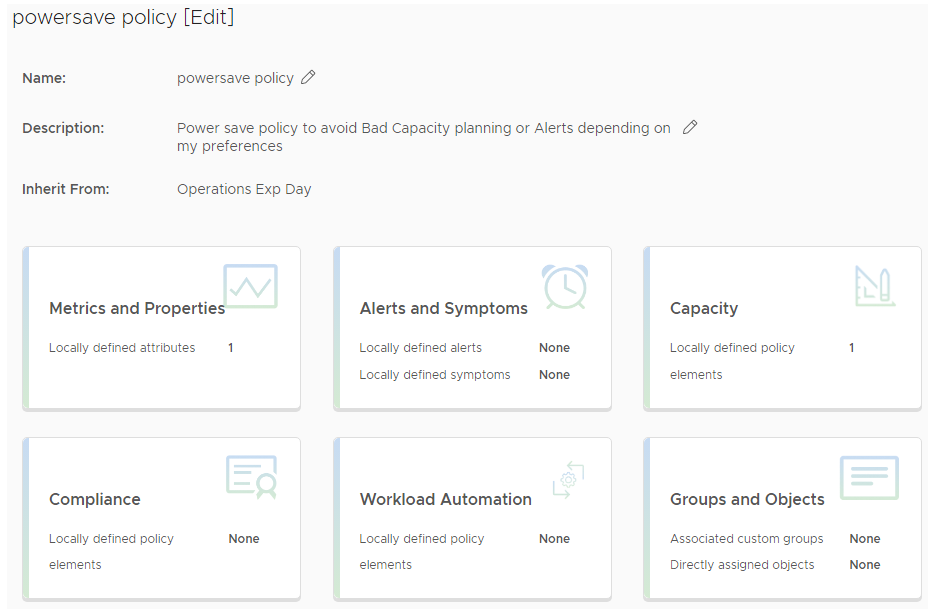 powersave policy [Edit]
Name: powersave policy
Description: Power save policy to avoid Bad Capacity planning or Alerts depending on
my preferences
Inherit From: Operations Exp Day
Metrics and Properties
Locally defined attributes 1
Alerts and Symptoms
Locally defined alerts None
Locally defined symptoms None
Capacity
Locally defined policy 1
elements
Compliance
Locally defined policy None
elements
Workload Automation
Locally defined policy None
elements
Groups and Objects
Associated custom groups None
Directly assigned objects None